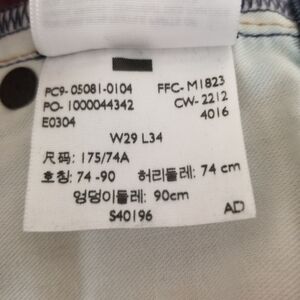 PC9- 05081-0104 FFC- M1823
PO- 1000044342 CW- 2212
E0304 4016
W29 L34
尺码: 175/74A
호칭: 74 -90 허리둘레: 74 cm
엉덩이둘레: 90cm
S40196 AD